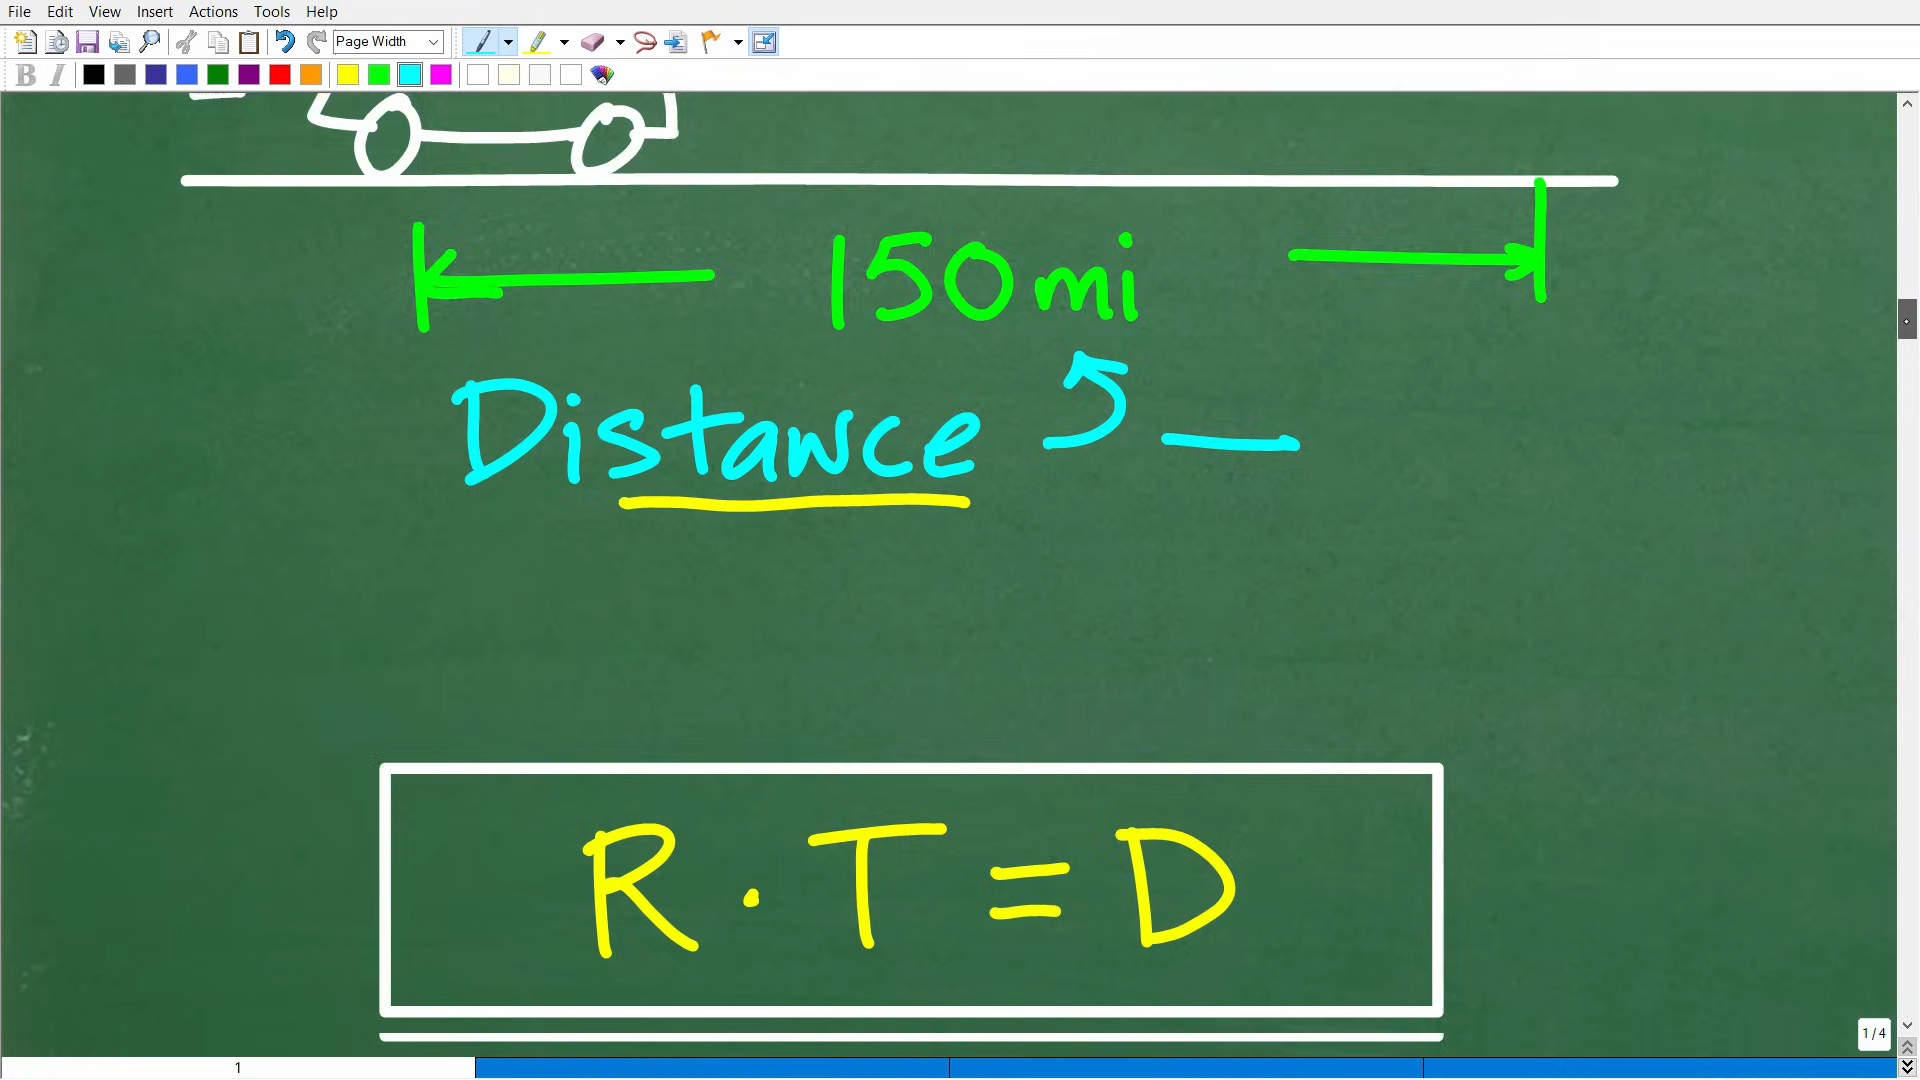 File Edit View Insert Actions Tools Help
Page Width
B I
150 mi
Distance
R · T = D
1 / 4
1